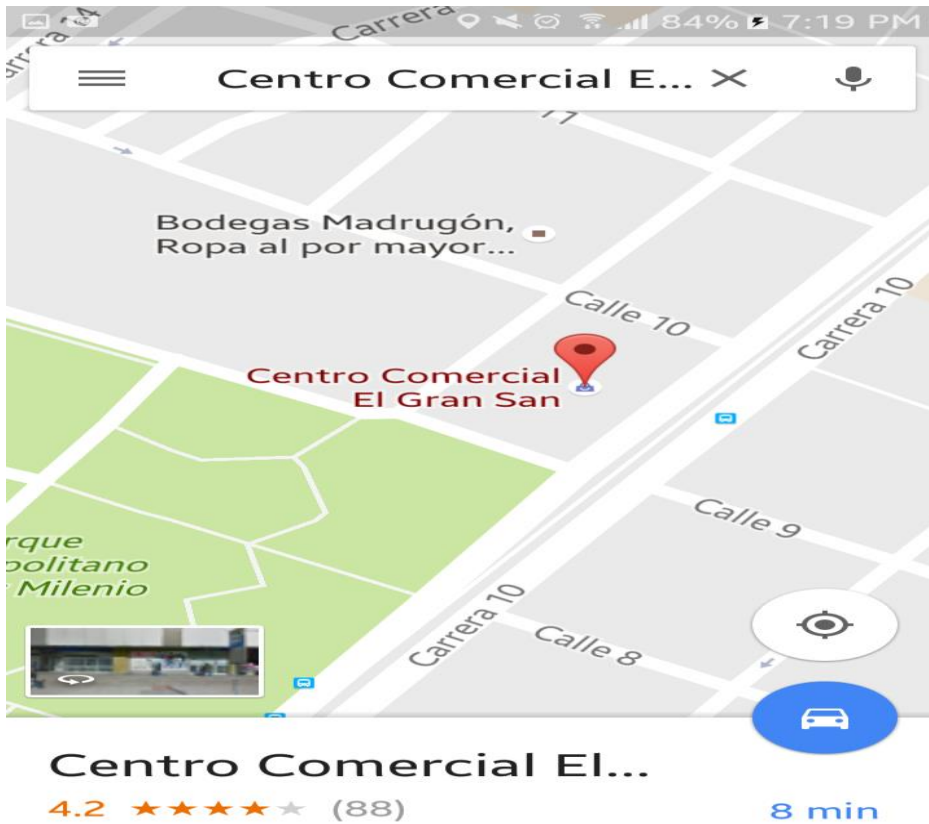 Carrera
84% 7:19 PM
Centro Comercial E...
11
Bodegas Madrugón,
Ropa al por mayor...
Calle 10
Carrera 10
Centro Comercial
El Gran San
Calle 9
rque
politano
Milenio
Carrera 10
Calle 8
Centro Comercial El...
4.2 (88)
8 min